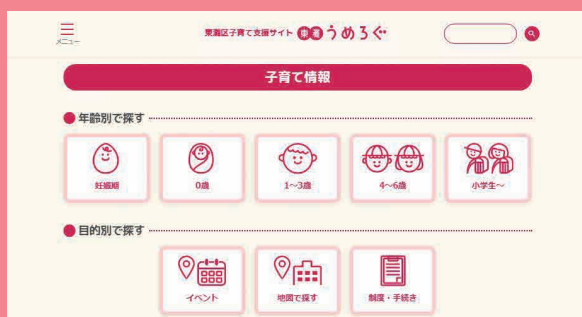 メニュー
東灘区子育て支援サイト 東灘うめろぐ
子育て情報
年齢別で探す
妊娠期 0歳 1〜3歳 4〜6歳 小学生〜
目的別で探す
イベント 地図で探す 制度・手続き